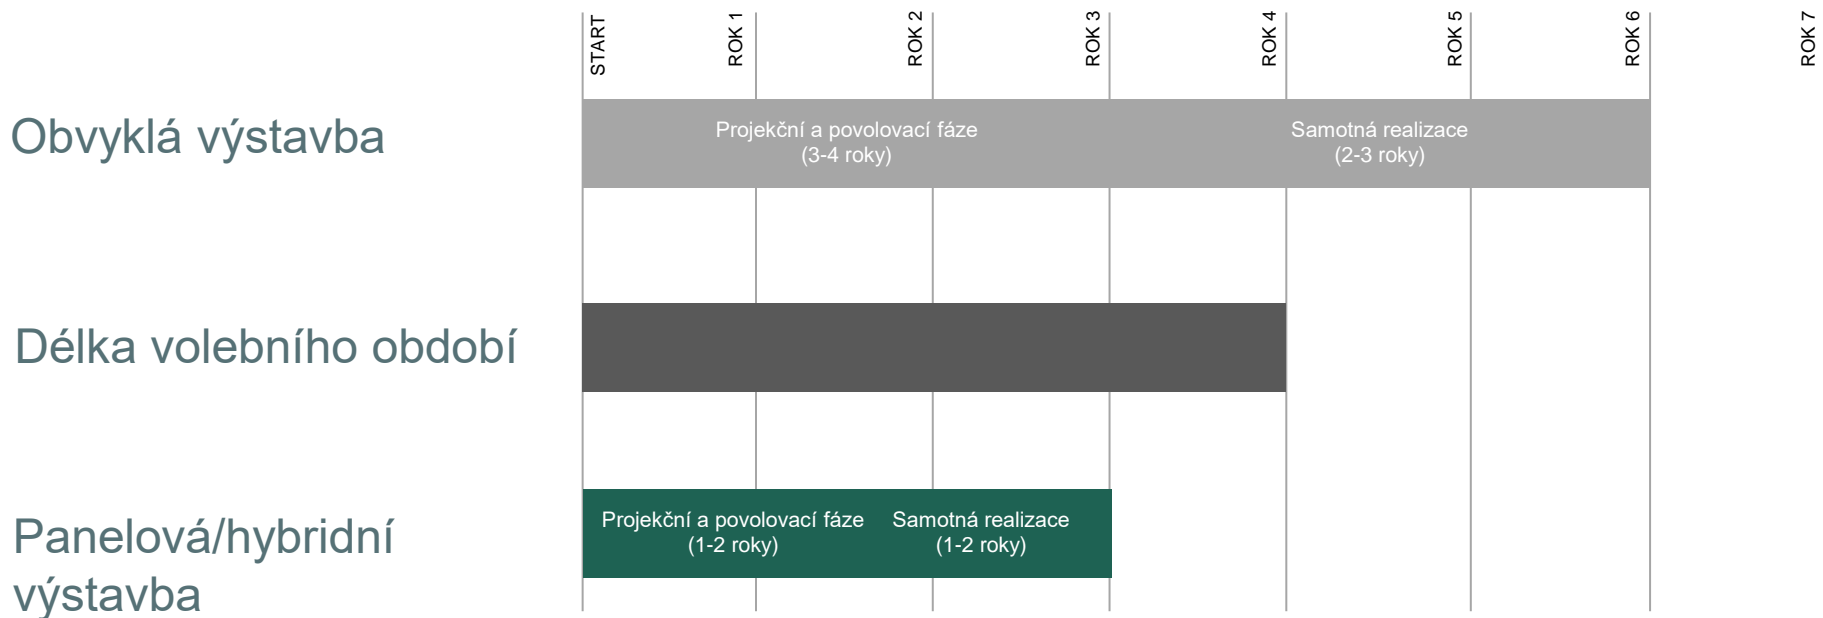 START
ROK 1
ROK 2
ROK 3
ROK 4
ROK 5
ROK 6
ROK 7
Obvyklá výstavba
Projekční a povolovací fáze
(3-4 roky)
Samotná realizace
(2-3 roky)
Délka volebního období
Panelová/hybridní
výstavba
Projekční a povolovací fáze
(1-2 roky)
Samotná realizace
(1-2 roky)